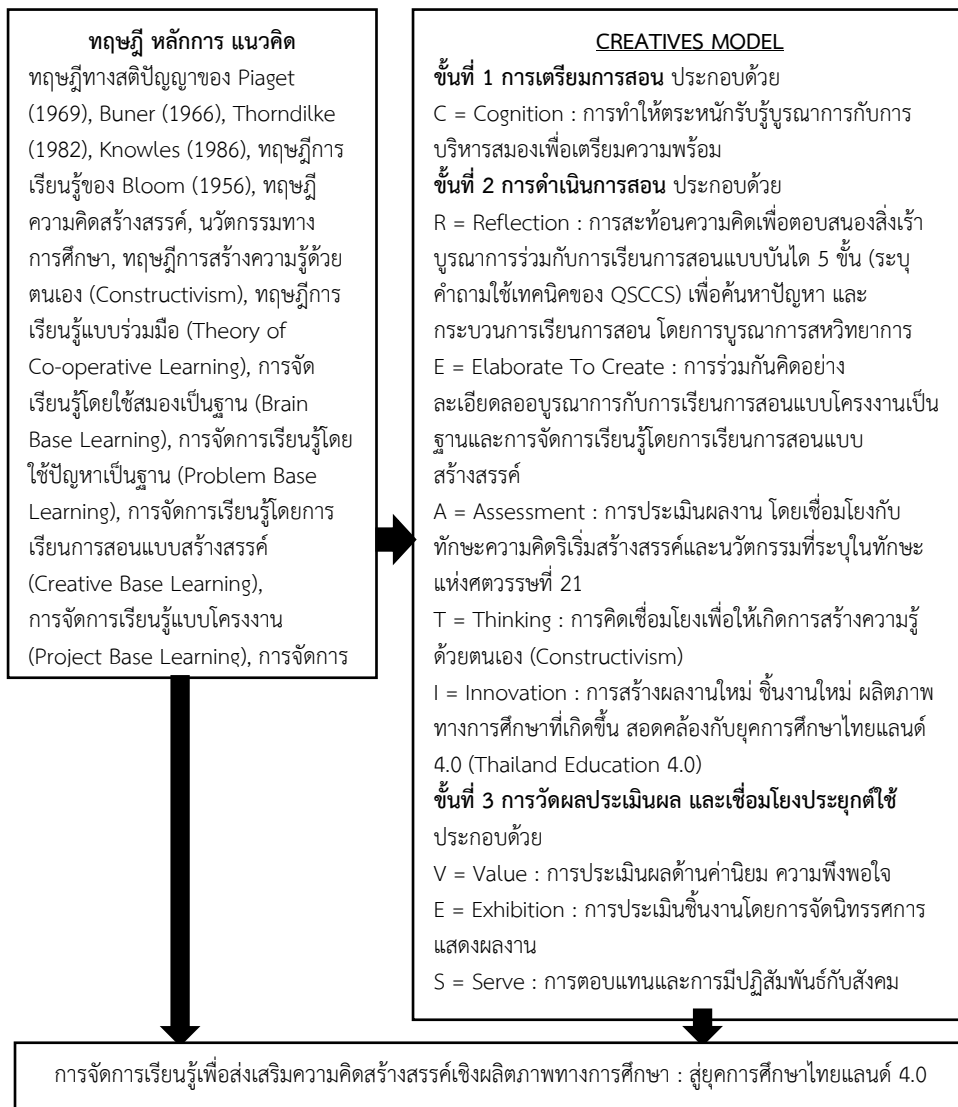 ทฤษฎี หลักการ แนวคิด
ทฤษฎีทางสติปัญญาของ Piaget
(1969), Buner (1966), Thorndilke
(1982), Knowles (1986), ทฤษฎีการ
เรียนรู้ของ Bloom (1956), ทฤษฎี
ความคิดสร้างสรรค์, นวัตกรรมทาง
การศึกษา, ทฤษฎีการสร้างความรู้ด้วย
ตนเอง (Constructivism), ทฤษฎีการ
เรียนรู้แบบร่วมมือ (Theory of
Co-operative Learning), การจัด
เรียนรู้โดยใช้สมองเป็นฐาน (Brain
Base Learning), การจัดการเรียนรู้โดย
ใช้ปัญหาเป็นฐาน (Problem Base
Learning), การจัดการเรียนรู้โดยการ
เรียนการสอนแบบสร้างสรรค์
(Creative Base Learning),
การจัดการเรียนรู้แบบโครงงาน
(Project Base Learning), การจัดการ
CREATIVES MODEL
ขั้นที่ 1 การเตรียมการสอน ประกอบด้วย
C = Cognition : การทำให้ตระหนักรับรู้บูรณาการกับการ
บริหารสมองเพื่อเตรียมความพร้อม
ขั้นที่ 2 การดำเนินการสอน ประกอบด้วย
R = Reflection : การสะท้อนความคิดเพื่อตอบสนองสิ่งเร้า
บูรณาการร่วมกับการเรียนการสอนแบบบันได 5 ขั้น (ระบุ
คำถามใช้เทคนิคของ QSCCS) เพื่อค้นหาปัญหา และ
กระบวนการเรียนการสอน โดยการบูรณาการสหวิทยาการ
E = Elaborate To Create : การร่วมกันคิดอย่าง
ละเอียดลออบูรณาการกับการเรียนการสอนแบบโครงงานเป็น
ฐานและการจัดการเรียนรู้โดยการเรียนการสอนแบบ
สร้างสรรค์
A = Assessment : การประเมินผลงาน โดยเชื่อมโยงกับ
ทักษะความคิดริเริ่มสร้างสรรค์และนวัตกรรมที่ระบุในทักษะ
แห่งศตวรรษที่ 21
T = Thinking : การคิดเชื่อมโยงเพื่อให้เกิดการสร้างความรู้
ด้วยตนเอง (Constructivism)
I = Innovation : การสร้างผลงานใหม่ ชิ้นงานใหม่ ผลิตภาพ
ทางการศึกษาที่เกิดขึ้น สอดคล้องกับยุคการศึกษาไทยแลนด์
4.0 (Thailand Education 4.0)
ขั้นที่ 3 การวัดผลประเมินผล และเชื่อมโยงประยุกต์ใช้
ประกอบด้วย
V = Value : การประเมินผลด้านค่านิยม ความพึงพอใจ
E = Exhibition : การประเมินชิ้นงานโดยการจัดนิทรรศการ
แสดงผลงาน
S = Serve : การตอบแทนและการมีปฏิสัมพันธ์กับสังคม
การจัดการเรียนรู้เพื่อส่งเสริมความคิดสร้างสรรค์เชิงผลิตภาพทางการศึกษา : สู่ยุคการศึกษาไทยแลนด์ 4.0